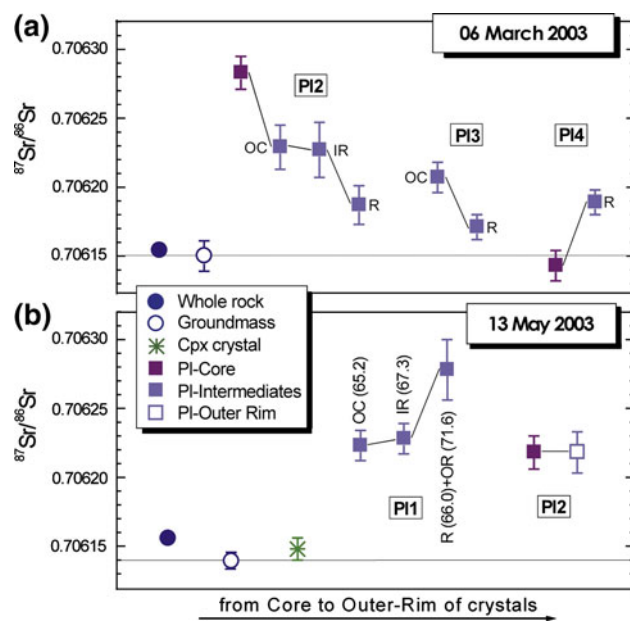 (a)
06 March 2003
0.70630
0.70625
0.70620
0.70615
87Sr/86Sr
Pl2
OC
IR
R
Pl3
OC
R
Pl4
R
Whole rock
Groundmass
Cpx crystal
Pl-Core
Pl-Intermediates
Pl-Outer Rim
(b)
13 May 2003
0.70630
0.70625
0.70620
0.70615
87Sr/86Sr
OC (65.2)
IR (67.3)
R (66.0)+OR (71.6)
Pl1
Pl2
from Core to Outer-Rim of crystals